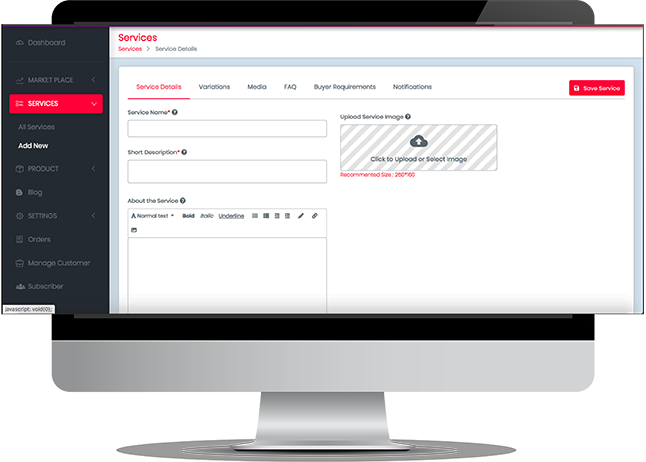 Dashboard
MARKET PLACE
SERVICES
All Services
Add New
PRODUCT
Blog
SETTINGS
Orders
Manage Customer
Subscriber
javascript: void(0);
Services
Services > Service Details
Service Details Variations Media FAQ Buyer Requirements Notifications
Save Service
Service Name*
Short Description*
About the Service
Normal text Bold Italic Underline
Upload Service Image
Click to Upload or Select Image
Recommented Size : 260*160